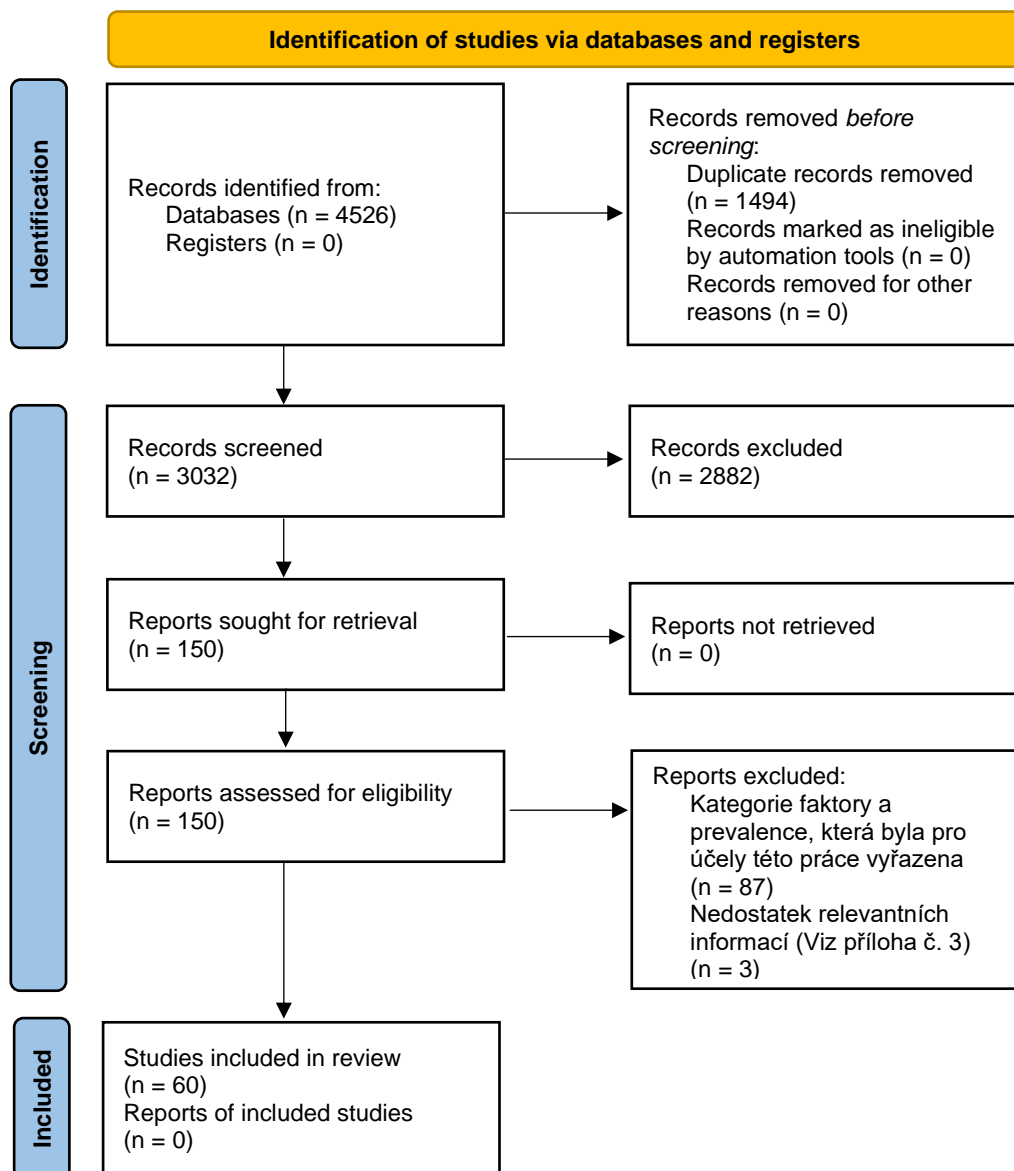 Identification of studies via databases and registers
Identification
Records identified from:
Databases (n = 4526)
Registers (n = 0)
Records removed before
screening:
Duplicate records removed
(n = 1494)
Records marked as ineligible
by automation tools (n = 0)
Records removed for other
reasons (n = 0)
Screening
Records screened
(n = 3032)
Records excluded
(n = 2882)
Reports sought for retrieval
(n = 150)
Reports not retrieved
(n = 0)
Reports assessed for eligibility
(n = 150)
Reports excluded:
Kategorie faktory a
prevalence, která byla pro
účely této práce vyřazena
(n = 87)
Nedostatek relevantních
informací (Viz příloha č. 3)
(n = 3)
Included
Studies included in review
(n = 60)
Reports of included studies
(n = 0)